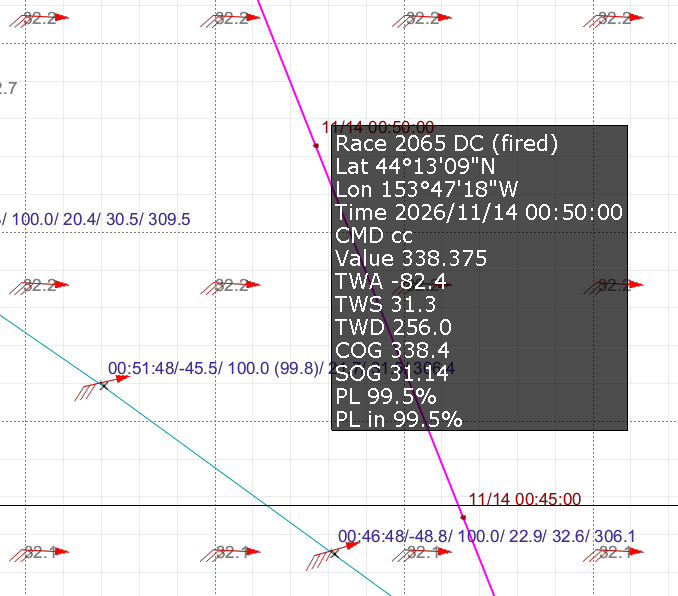 32.2 32.2 32.2 32.2
2.7
11/14 00:50:00
Race 2065 DC (fired)
Lat 44°13'09"N
Lon 153°47'18"W
Time 2026/11/14 00:50:00
CMD cc
Value 338.375
TWA -82.4
TWS 31.3
TWD 256.0
COG 338.4
SOG 31.14
PL 99.5%
PL in 99.5%
/ 100.0/ 20.4/ 30.5/ 309.5
32.2 32.2 32.2
00:51:48/-45.5/ 100.0 (99.8)/
11/14 00:45:00
00:46:48/-48.8/ 100.0/ 22.9/ 32.6/ 306.1
32.1 32.1 32.1 32.1